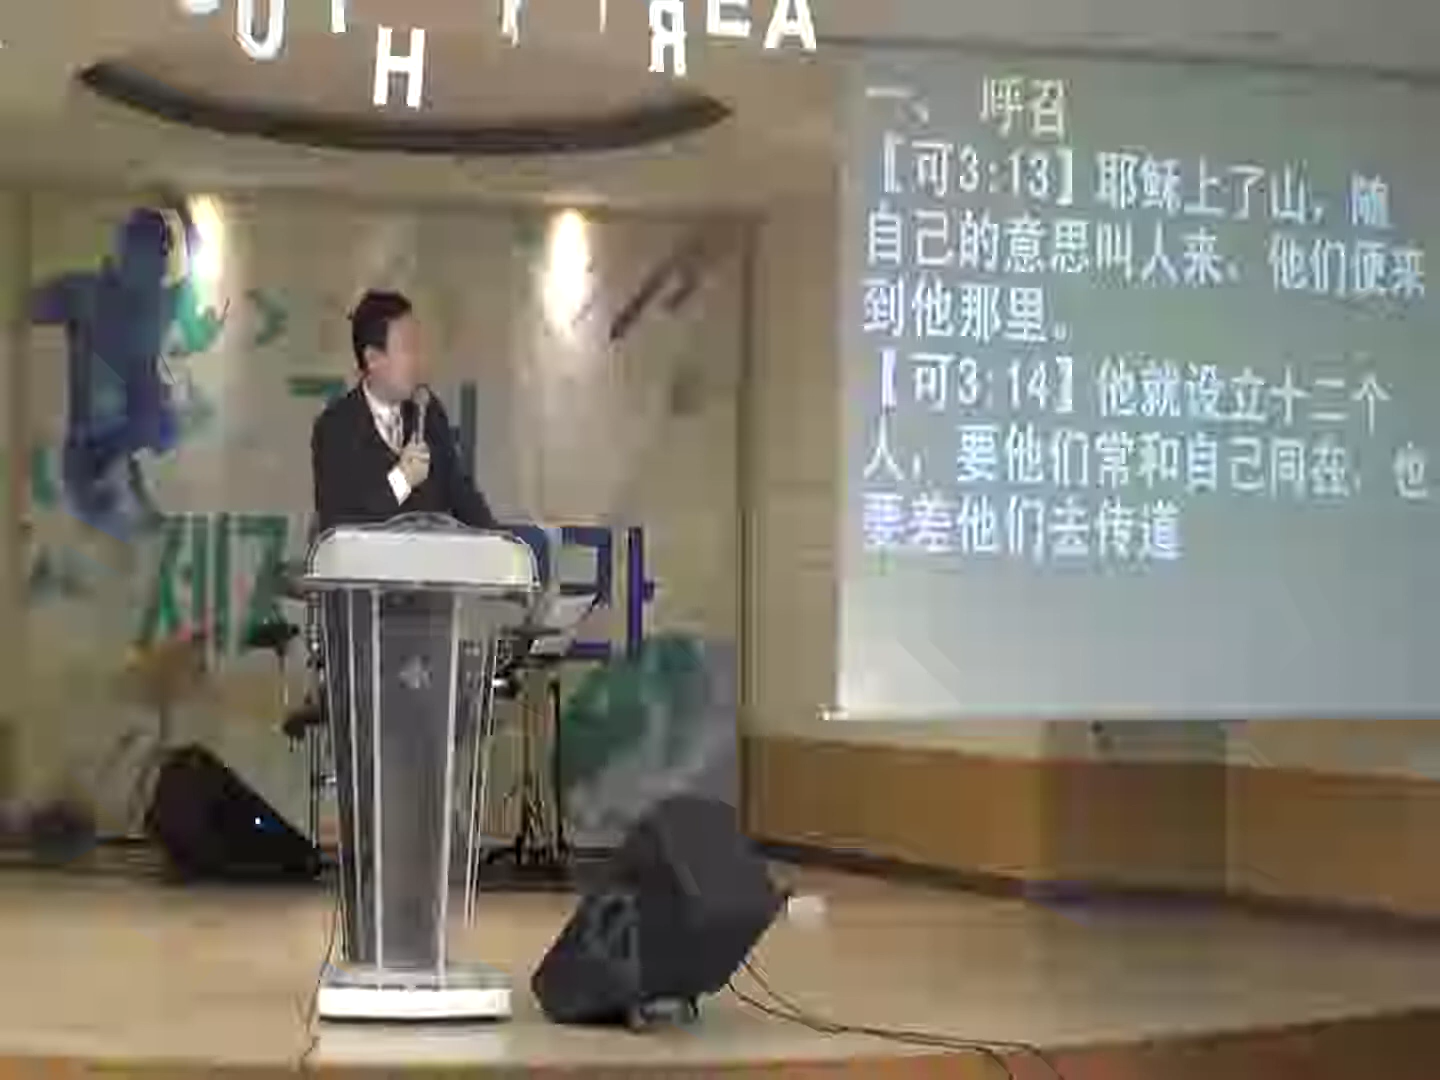 H
REA
一、 呼召
【可3:13】耶稣上了山，随
自己的意思叫人来。他们便来
到他那里。
【可3:14】他就设立十二个
人，要他们常和自己同在，也
要差他们去传道